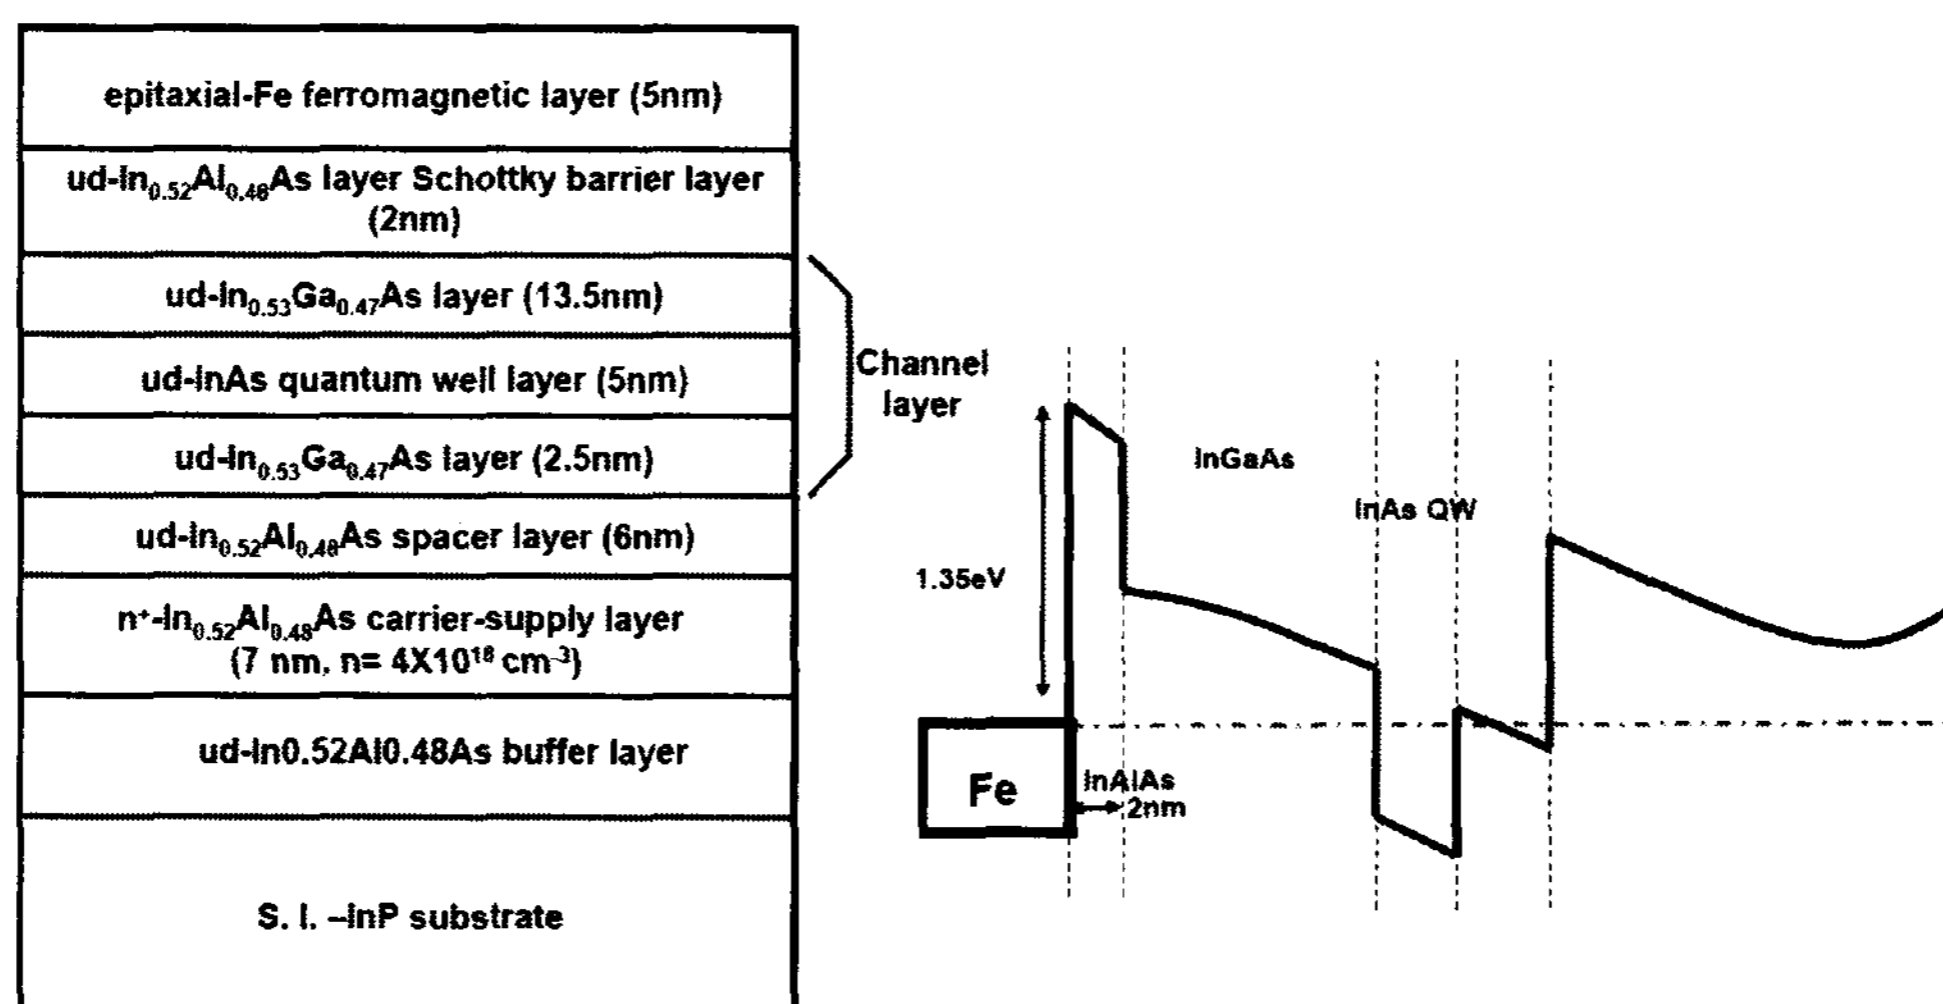 epitaxial-Fe ferromagnetic layer (5nm)
ud-In₀.₅₂Al₀.₄₈As layer Schottky barrier layer
(2nm)
ud-In₀.₅₃Ga₀.₄₇As layer (13.5nm)
ud-InAs quantum well layer (5nm)
ud-In₀.₅₃Ga₀.₄₇As layer (2.5nm)
Channel
layer
ud-In₀.₅₂Al₀.₄₈As spacer layer (6nm)
n⁺-In₀.₅₂Al₀.₄₈As carrier-supply layer
(7 nm, n= 4X10¹⁸ cm⁻³)
ud-In0.52Al0.48As buffer layer
S. I. –InP substrate
InGaAs
InAs QW
1.35eV
Fe
InAlAs
2nm